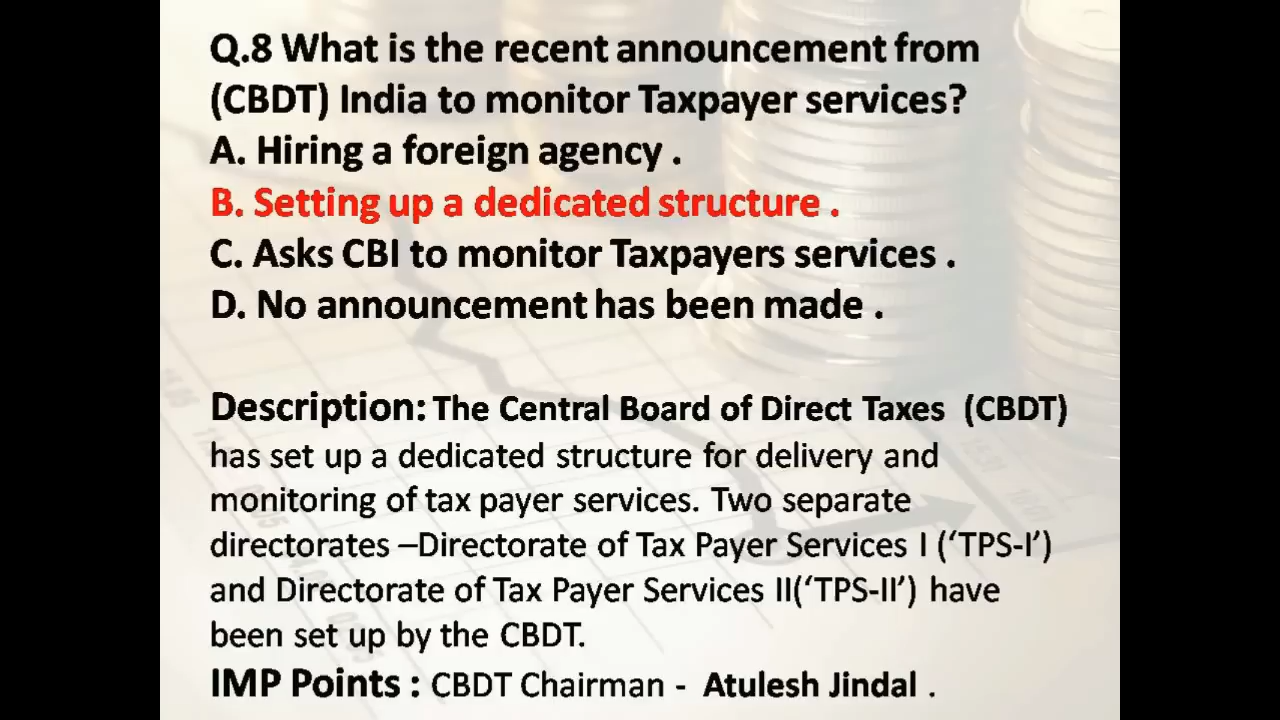 Q.8 What is the recent announcement from
(CBDT) India to monitor Taxpayer services?
A. Hiring a foreign agency .
B. Setting up a dedicated structure .
C. Asks CBI to monitor Taxpayers services .
D. No announcement has been made .
Description: The Central Board of Direct Taxes (CBDT)
has set up a dedicated structure for delivery and
monitoring of tax payer services. Two separate
directorates –Directorate of Tax Payer Services I (‘TPS-I’)
and Directorate of Tax Payer Services II(‘TPS-II’) have
been set up by the CBDT.
IMP Points : CBDT Chairman - Atulesh Jindal .